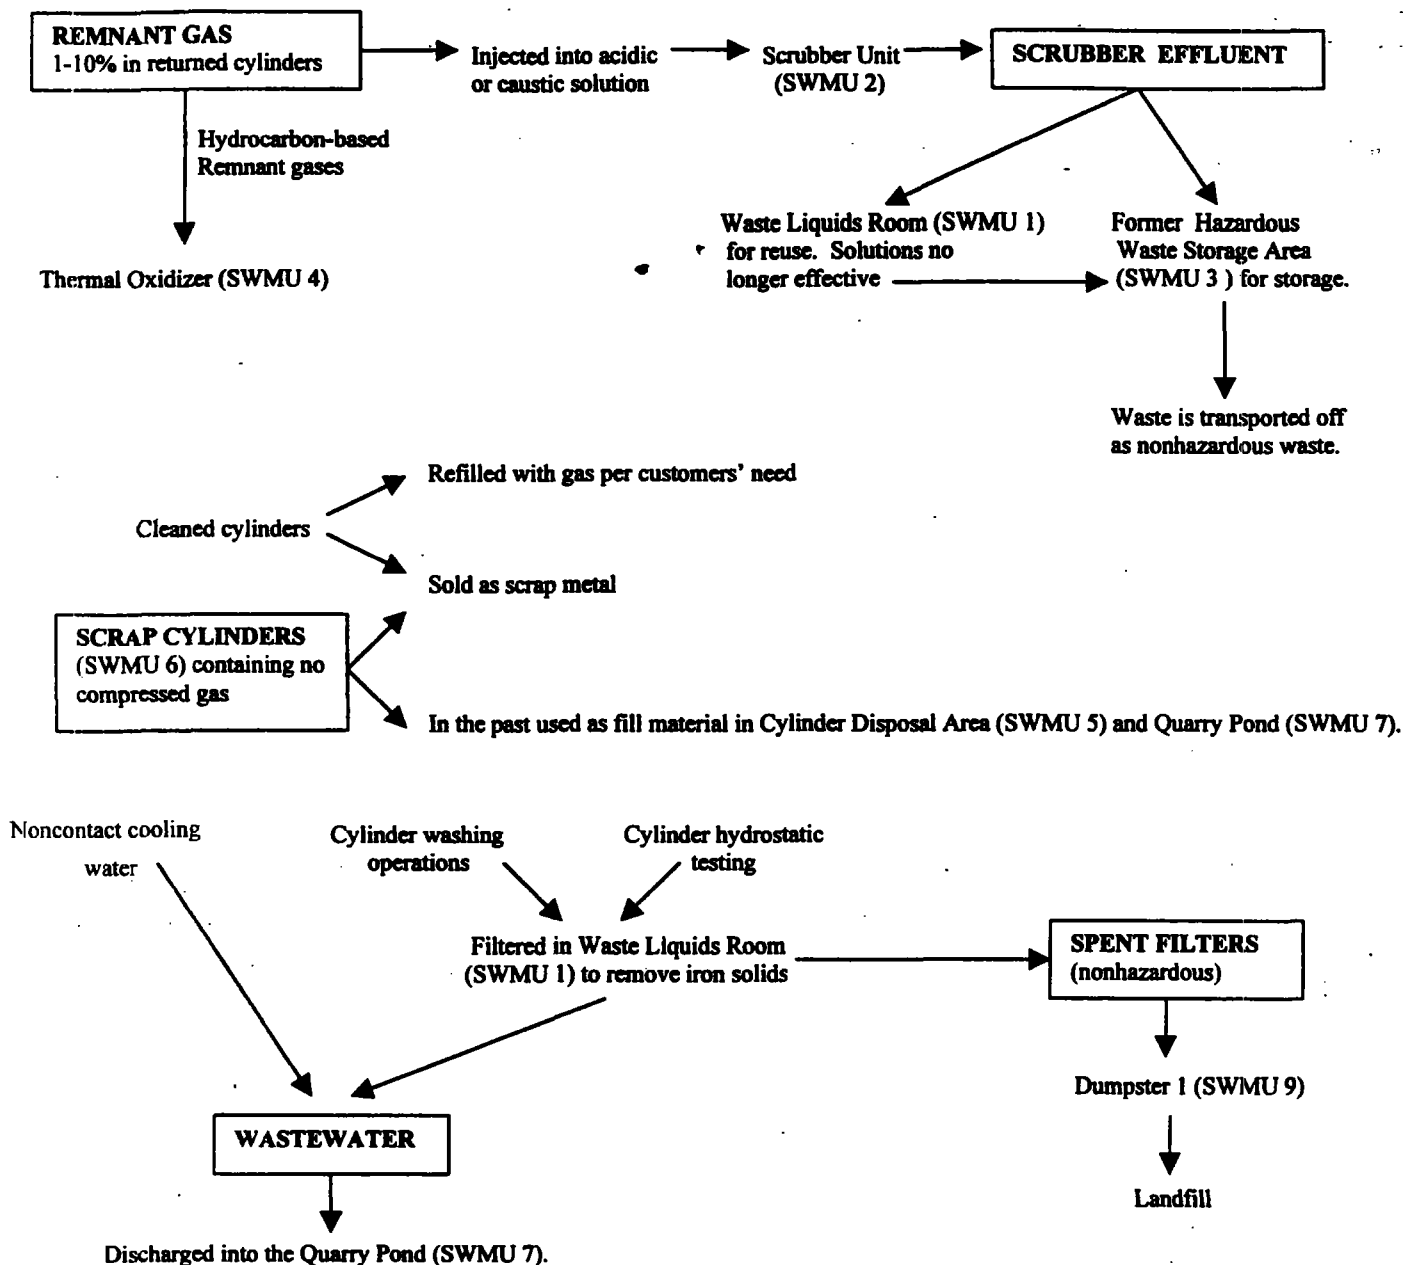 REMNANT GAS
1-10% in returned cylinders
Injected into acidic
or caustic solution
Scrubber Unit
(SWMU 2)
SCRUBBER EFFLUENT
Hydrocarbon-based
Remnant gases
Thermal Oxidizer (SWMU 4)
Waste Liquids Room (SWMU 1)
for reuse. Solutions no
longer effective
Former Hazardous
Waste Storage Area
(SWMU 3 ) for storage.
Waste is transported off
as nonhazardous waste.
Cleaned cylinders
Refilled with gas per customers' need
Sold as scrap metal
SCRAP CYLINDERS
(SWMU 6) containing no
compressed gas
In the past used as fill material in Cylinder Disposal Area (SWMU 5) and Quarry Pond (SWMU 7).
Noncontact cooling
water
Cylinder washing
operations
Cylinder hydrostatic
testing
Filtered in Waste Liquids Room
(SWMU 1) to remove iron solids
SPENT FILTERS
(nonhazardous)
Dumpster 1 (SWMU 9)
Landfill
WASTEWATER
Discharged into the Quarry Pond (SWMU 7).